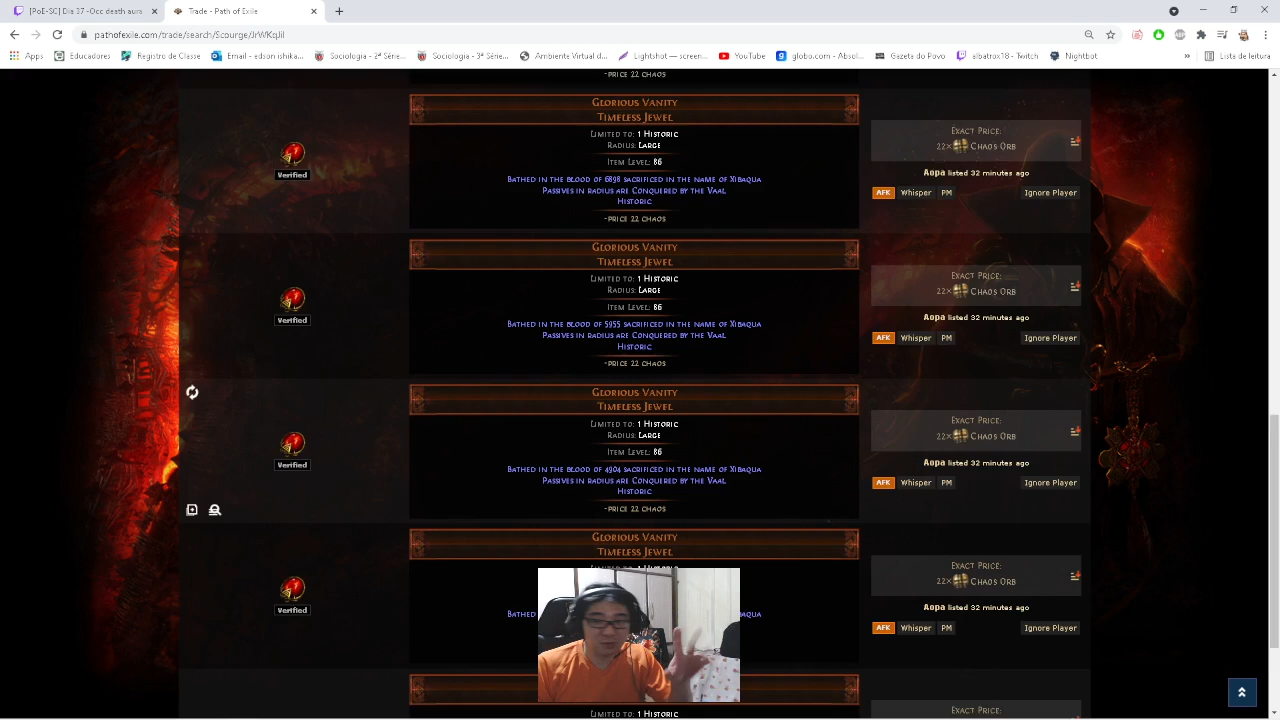 [PoE-SC] Dia 37 -Occ death aura
Trade - Path of Exile
pathofexile.com/trade/search/Scourge/JrWKqLil
Apps
Educadores
Registro de Classe
Email - edson ishika...
Sociologia - 2ª Série...
Sociologia - 3ª Série...
Ambiente Virtual d...
Lightshot — screen...
YouTube
globo.com - Absol...
Gazeta do Povo
albatrox18 - Twitch
Nightbot
»
Lista de leitura
~price 22 chaos
Glorious Vanity
Timeless Jewel
Limited to: 1 Historic
Radius: Large
Item Level: 86
Bathed in the blood of 6898 sacrificed in the name of Xibaqua
Passives in radius are Conquered by the Vaal
Historic
~price 22 chaos
Verified
Exact Price:
22× Chaos Orb
Aopa listed 32 minutes ago
AFK Whisper PM Ignore Player
Glorious Vanity
Timeless Jewel
Limited to: 1 Historic
Radius: Large
Item Level: 86
Bathed in the blood of 5955 sacrificed in the name of Xibaqua
Passives in radius are Conquered by the Vaal
Historic
~price 22 chaos
Verified
Exact Price:
22× Chaos Orb
Aopa listed 32 minutes ago
AFK Whisper PM Ignore Player
Glorious Vanity
Timeless Jewel
Limited to: 1 Historic
Radius: Large
Item Level: 86
Bathed in the blood of 4904 sacrificed in the name of Xibaqua
Passives in radius are Conquered by the Vaal
Historic
~price 22 chaos
Verified
Exact Price:
22× Chaos Orb
Aopa listed 32 minutes ago
AFK Whisper PM Ignore Player
Glorious Vanity
Timeless Jewel
Limited to: 1 Historic
Bathed
Verified
Exact Price:
22× Chaos Orb
Aopa listed 32 minutes ago
AFK Whisper PM Ignore Player
Limited to: 1 Historic
Exact Price: